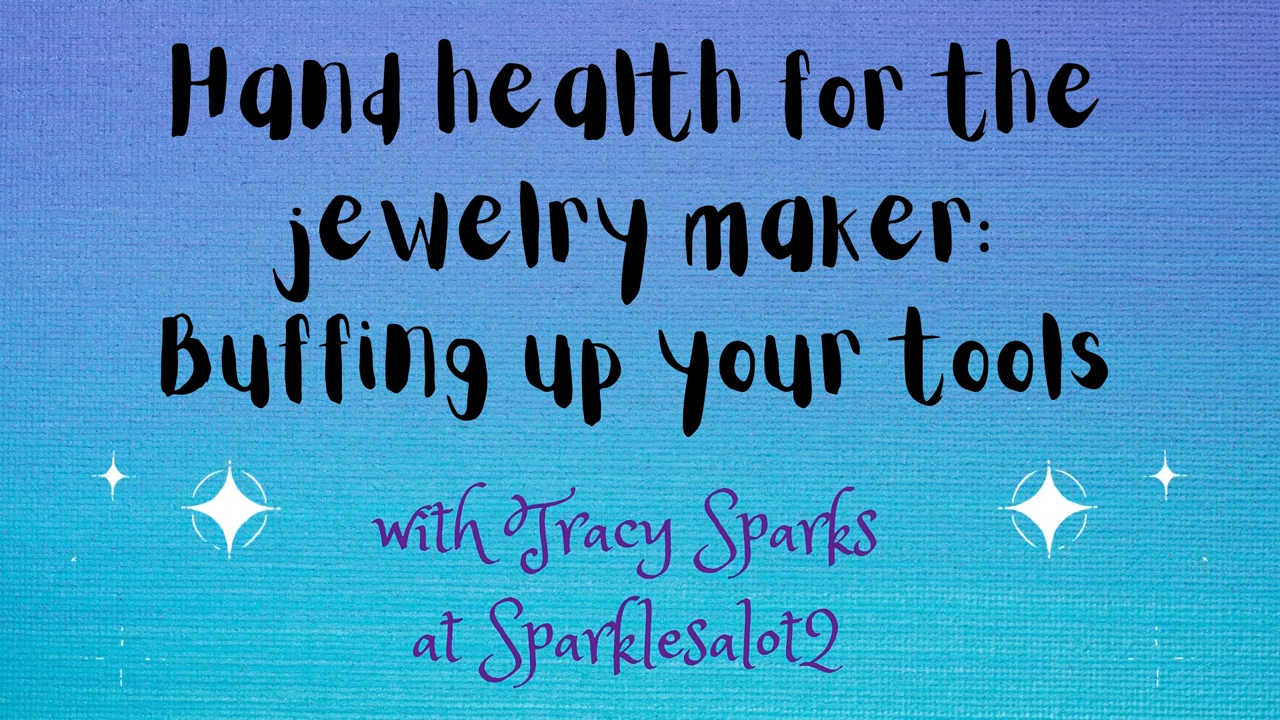 Hand health for the
jewelry maker:
Buffing up your tools
with Tracy Sparks
at Sparklesalot2